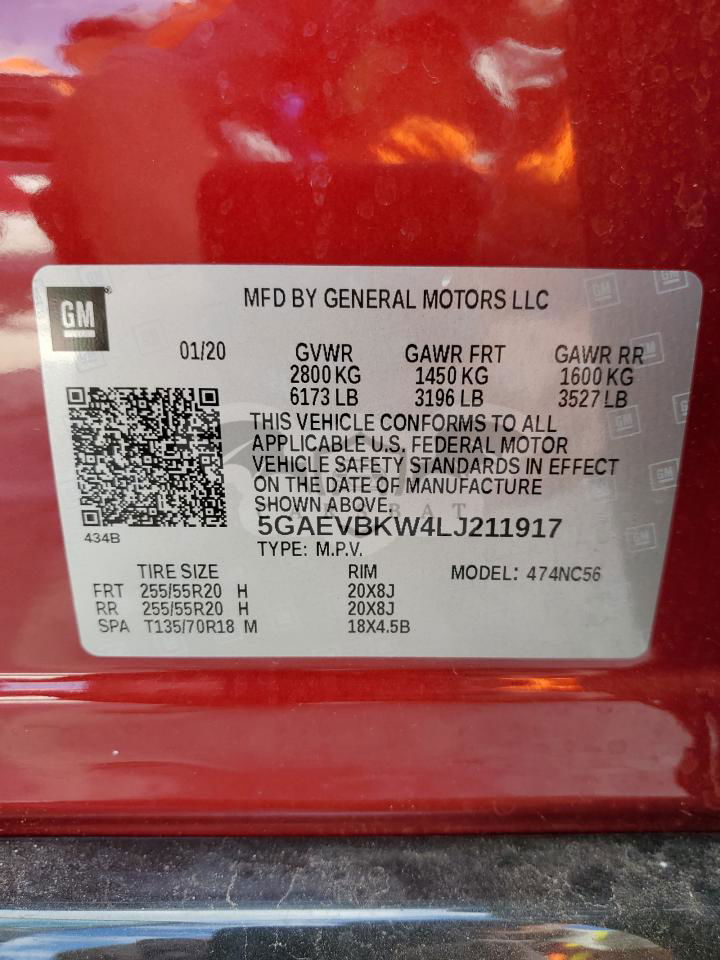 GM
MFD BY GENERAL MOTORS LLC
01/20 GVWR GAWR FRT GAWR RR
2800 KG 1450 KG 1600 KG
6173 LB 3196 LB 3527 LB
THIS VEHICLE CONFORMS TO ALL
APPLICABLE U.S. FEDERAL MOTOR
VEHICLE SAFETY STANDARDS IN EFFECT
ON THE DATE OF MANUFACTURE
SHOWN ABOVE.
5GAEVBKW4LJ211917
434B
TYPE: M.P.V.
TIRE SIZE RIM MODEL: 474NC56
FRT 255/55R20 H 20X8J
RR 255/55R20 H 20X8J
SPA T135/70R18 M 18X4.5B